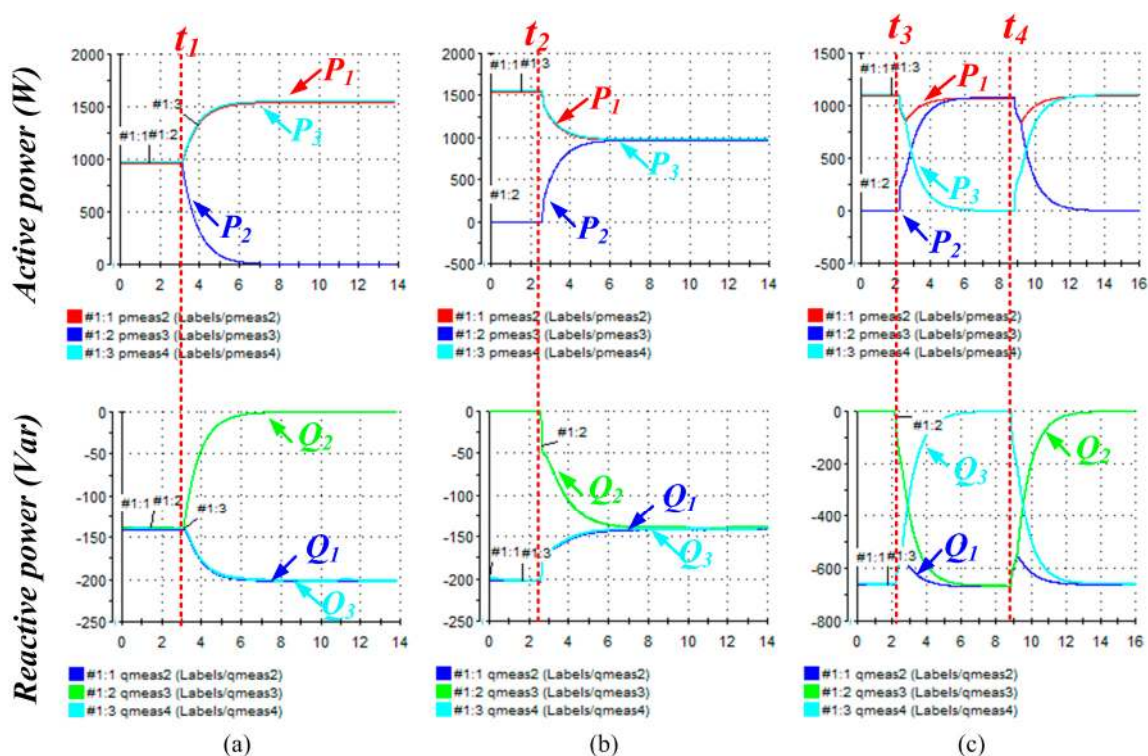 t1 t2 t3 t4
Active power (W)
2000
1500
1000
500
0
0 2 4 6 8 10 12 14
#1:3
#1:1 #1:2
P1
P3
P2
#1:1 pmeas2 (Labels/pmeas2)
#1:2 pmeas3 (Labels/pmeas3)
#1:3 pmeas4 (Labels/pmeas4)
2000
1500
1000
500
0
-500
0 2 4 6 8 10 12 14
#1:1 #1:3
#1:2
P1
P3
P2
#1:1 pmeas2 (Labels/pmeas2)
#1:2 pmeas3 (Labels/pmeas3)
#1:3 pmeas4 (Labels/pmeas4)
1500
1000
500
0
-500
0 2 4 6 8 10 12 14 16
#1:1 #1:3
#1:2
P1
P3
P2
#1:1 pmeas2 (Labels/pmeas2)
#1:2 pmeas3 (Labels/pmeas3)
#1:3 pmeas4 (Labels/pmeas4)
Reactive power (Var)
0
-50
-100
-150
-200
-250
0 2 4 6 8 10 12 14
#1:1 #1:2
#1:3
Q2
Q1
Q3
#1:1 qmeas2 (Labels/qmeas2)
#1:2 qmeas3 (Labels/qmeas3)
#1:3 qmeas4 (Labels/qmeas4)
(a)
0
-50
-100
-150
-200
-250
0 2 4 6 8 10 12 14
#1:2
#1:1 #1:3
Q2
Q1
Q3
#1:1 qmeas2 (Labels/qmeas2)
#1:2 qmeas3 (Labels/qmeas3)
#1:3 qmeas4 (Labels/qmeas4)
(b)
0
-200
-400
-600
-800
0 2 4 6 8 10 12 14 16
#1:2
#1:1 #1:3
Q3
Q2
Q1
#1:1 qmeas2 (Labels/qmeas2)
#1:2 qmeas3 (Labels/qmeas3)
#1:3 qmeas4 (Labels/qmeas4)
(c)